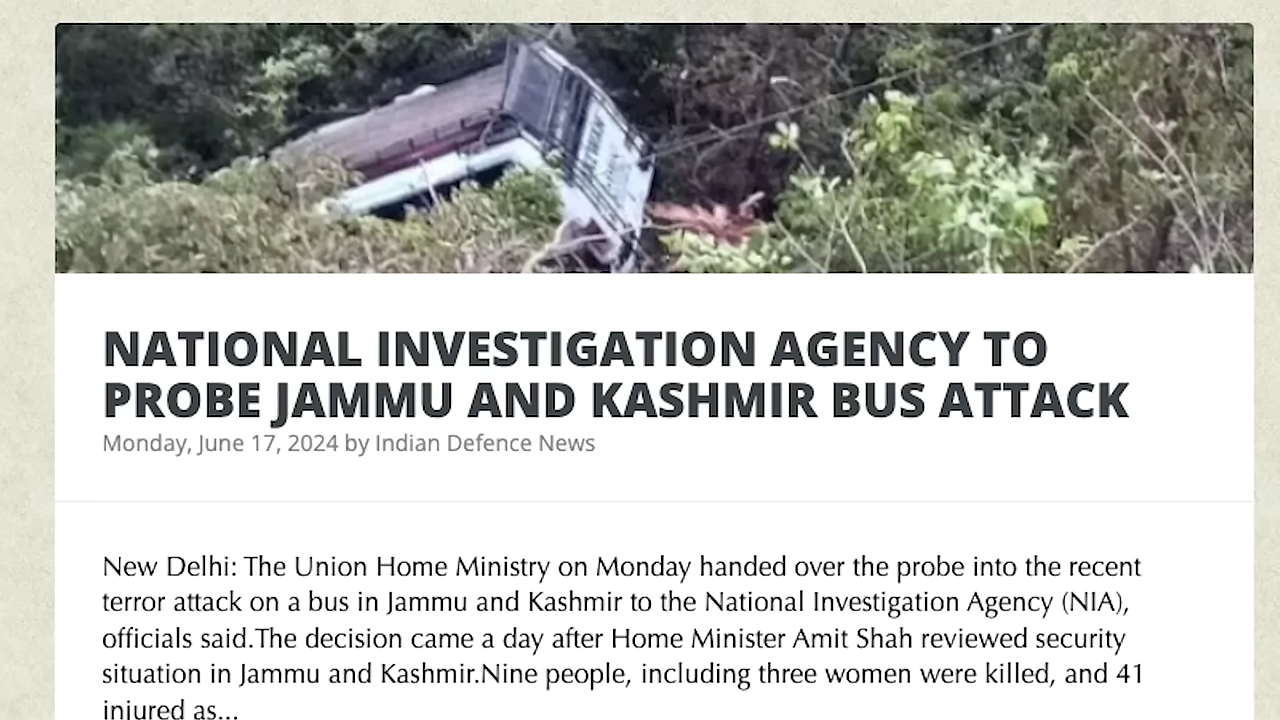 NATIONAL INVESTIGATION AGENCY TO
PROBE JAMMU AND KASHMIR BUS ATTACK
Monday, June 17, 2024 by Indian Defence News
New Delhi: The Union Home Ministry on Monday handed over the probe into the recent
terror attack on a bus in Jammu and Kashmir to the National Investigation Agency (NIA),
officials said.The decision came a day after Home Minister Amit Shah reviewed security
situation in Jammu and Kashmir.Nine people, including three women were killed, and 41
injured as...